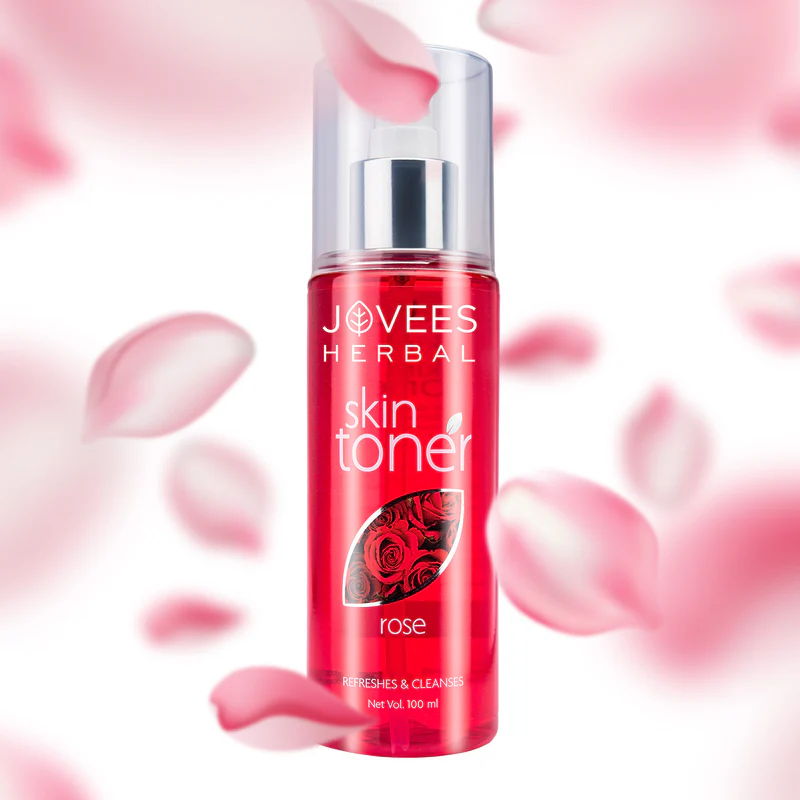 JOVEES
HERBAL
skin
toner
rose
REFRESHES & CLEANSES
Net Vol. 100 ml